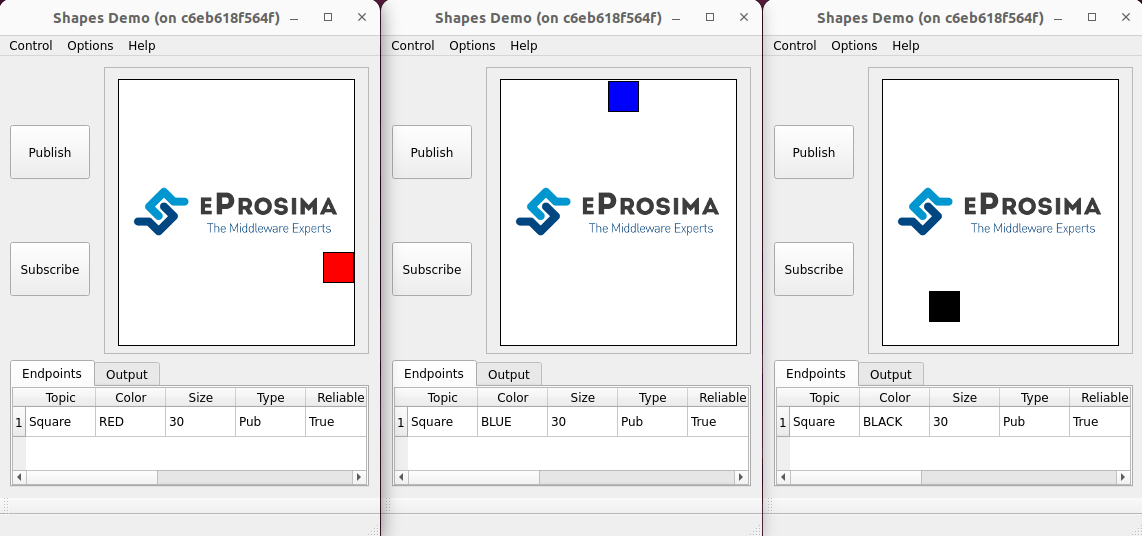 Shapes Demo (on c6eb618f564f)
Control Options Help
Publish
Subscribe
EPROSIMA
The Middleware Experts
Endpoints Output
Topic Color Size Type Reliable
1 Square RED 30 Pub True
Shapes Demo (on c6eb618f564f)
Control Options Help
Publish
Subscribe
EPROSIMA
The Middleware Experts
Endpoints Output
Topic Color Size Type Reliable
1 Square BLUE 30 Pub True
Shapes Demo (on c6eb618f564f)
Control Options Help
Publish
Subscribe
EPROSIMA
The Middleware Experts
Endpoints Output
Topic Color Size Type Reliable
1 Square BLACK 30 Pub True